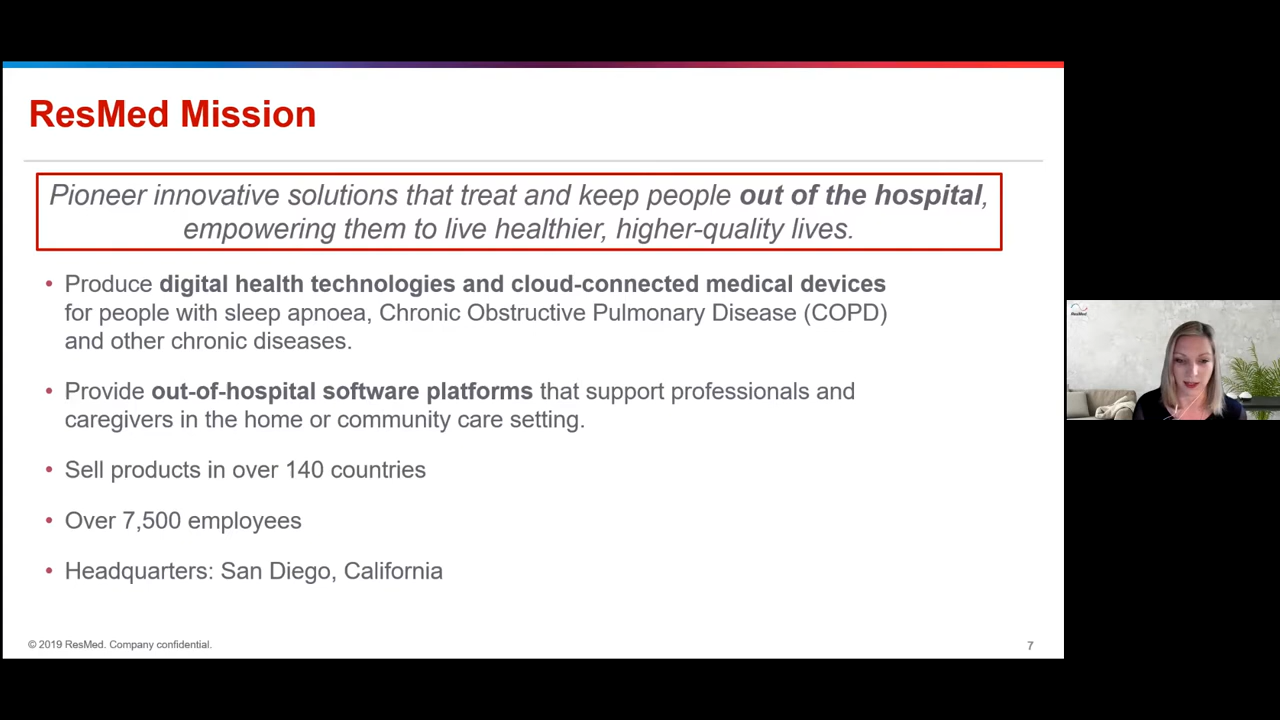 ResMed Mission
Pioneer innovative solutions that treat and keep people out of the hospital,
empowering them to live healthier, higher-quality lives.
• Produce digital health technologies and cloud-connected medical devices
for people with sleep apnoea, Chronic Obstructive Pulmonary Disease (COPD)
and other chronic diseases.
• Provide out-of-hospital software platforms that support professionals and
caregivers in the home or community care setting.
• Sell products in over 140 countries
• Over 7,500 employees
• Headquarters: San Diego, California
© 2019 ResMed. Company confidential.
7
ResMed